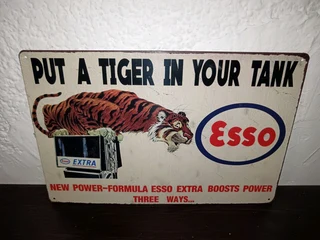 PUT A TIGER IN YOUR TANK
Esso
EXTRA
NEW POWER-FORMULA ESSO EXTRA BOOSTS POWER
THREE WAYS...